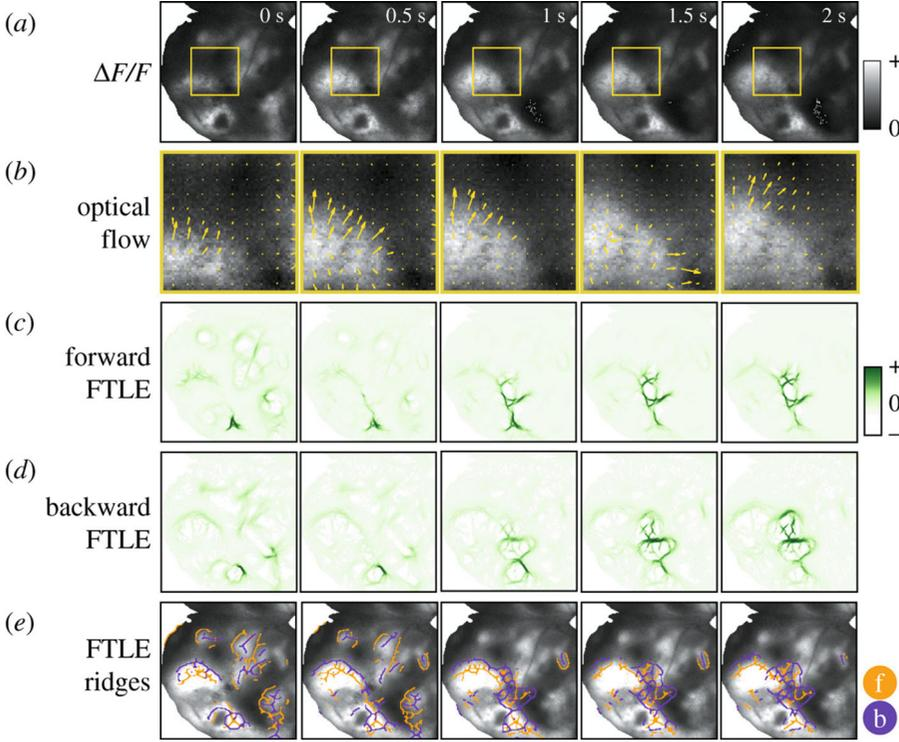 (a)
0 s
0.5 s
1 s
1.5 s
2 s
ΔF/F
+
0
(b)
optical
flow
(c)
forward
FTLE
+
0
–
(d)
backward
FTLE
(e)
FTLE
ridges
f
b